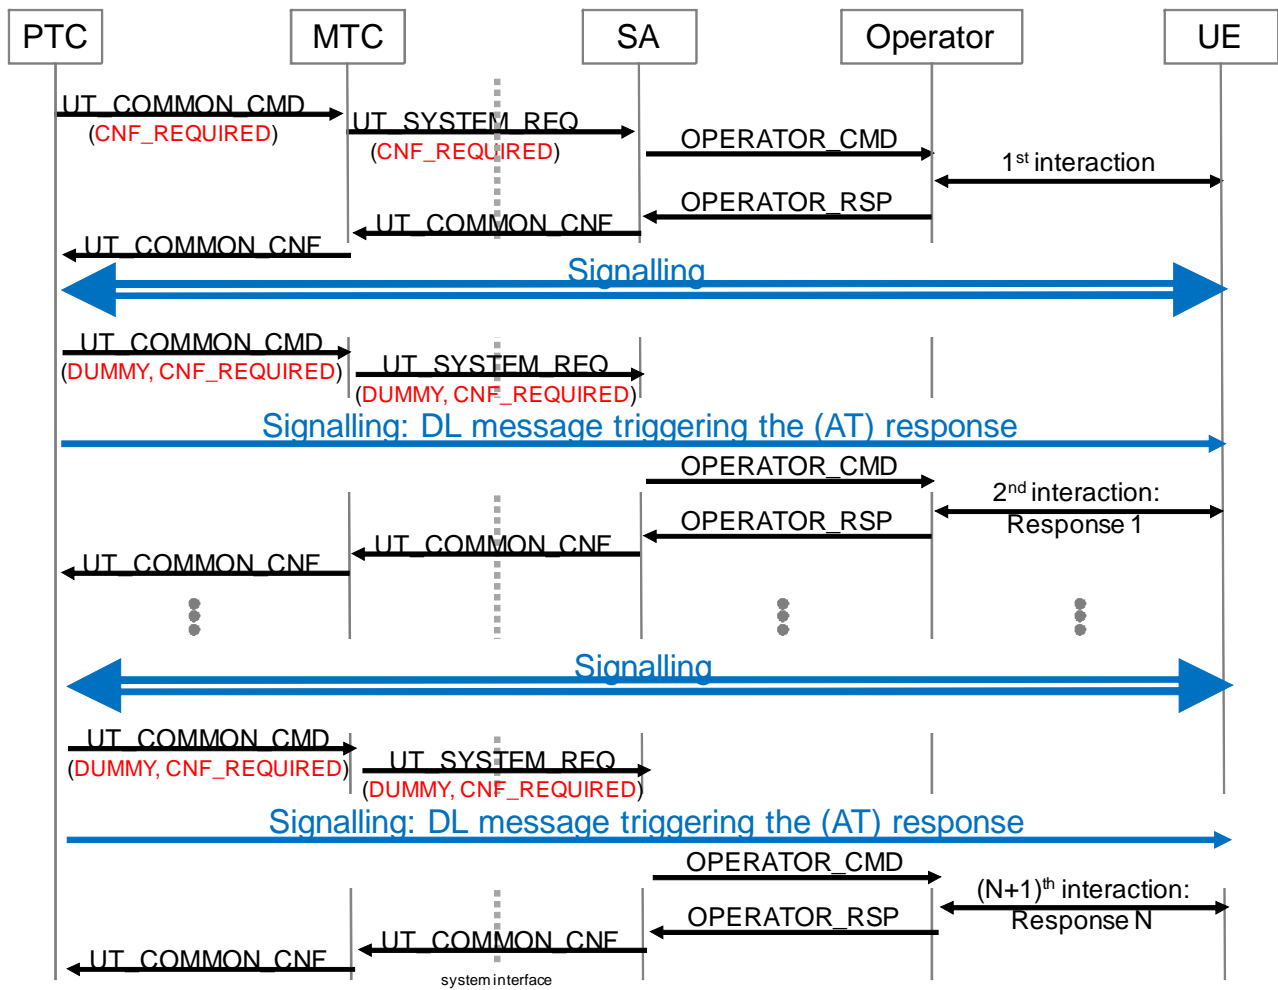 PTC
MTC
SA
Operator
UE
UT_COMMON_CMD
(CNF_REQUIRED)
UT_SYSTEM_REQ
(CNF_REQUIRED)
OPERATOR_CMD
1st interaction
OPERATOR_RSP
UT_COMMON_CNF
UT_COMMON_CNF
Signalling
UT_COMMON_CMD
(DUMMY, CNF_REQUIRED)
UT_SYSTEM_REQ
(DUMMY, CNF_REQUIRED)
Signalling: DL message triggering the (AT) response
OPERATOR_CMD
2nd interaction:
Response 1
OPERATOR_RSP
UT_COMMON_CNF
UT_COMMON_CNF
Signalling
UT_COMMON_CMD
(DUMMY, CNF_REQUIRED)
UT_SYSTEM_REQ
(DUMMY, CNF_REQUIRED)
Signalling: DL message triggering the (AT) response
OPERATOR_CMD
(N+1)th interaction:
Response N
OPERATOR_RSP
UT_COMMON_CNF
UT_COMMON_CNF
system interface